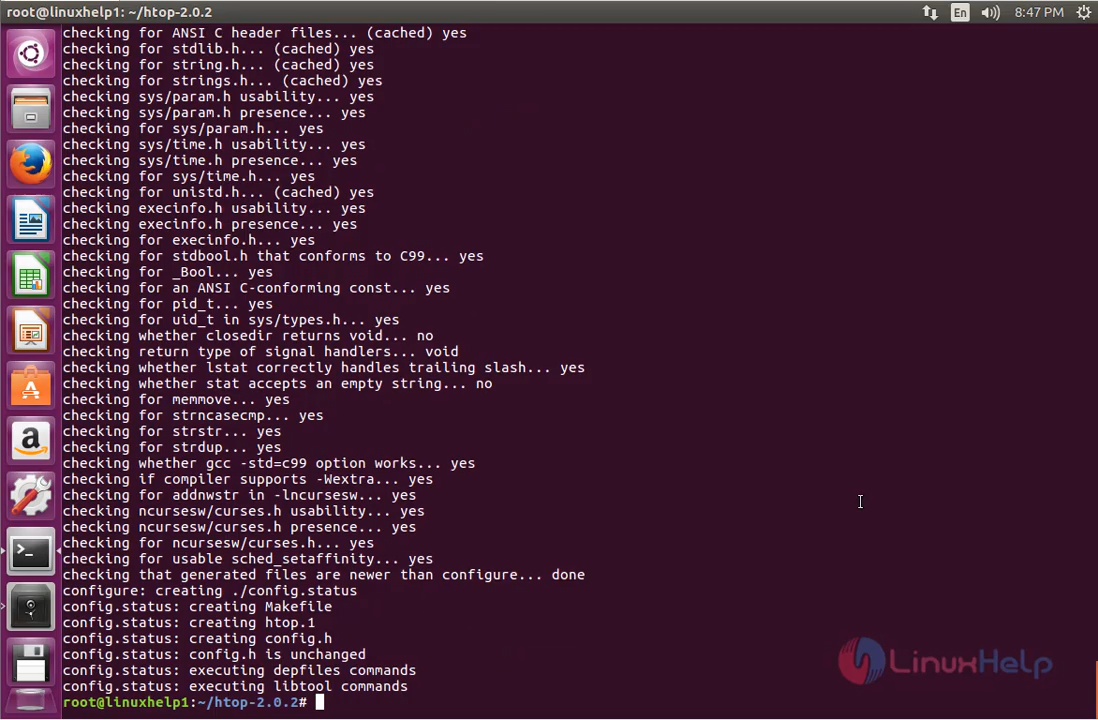 root@linuxhelp1: ~/htop-2.0.2
En
8:47 PM
checking for ANSI C header files... (cached) yes
checking for stdlib.h... (cached) yes
checking for string.h... (cached) yes
checking for strings.h... (cached) yes
checking sys/param.h usability... yes
checking sys/param.h presence... yes
checking for sys/param.h... yes
checking sys/time.h usability... yes
checking sys/time.h presence... yes
checking for sys/time.h... yes
checking for unistd.h... (cached) yes
checking execinfo.h usability... yes
checking execinfo.h presence... yes
checking for execinfo.h... yes
checking for stdbool.h that conforms to C99... yes
checking for _Bool... yes
checking for an ANSI C-conforming const... yes
checking for pid_t... yes
checking for uid_t in sys/types.h... yes
checking whether closedir returns void... no
checking return type of signal handlers... void
checking whether lstat correctly handles trailing slash... yes
checking whether stat accepts an empty string... no
checking for memmove... yes
checking for strncasecmp... yes
checking for strstr... yes
checking for strdup... yes
checking whether gcc -std=c99 option works... yes
checking if compiler supports -Wextra... yes
checking for addnwstr in -lncursesw... yes
checking ncursesw/curses.h usability... yes
checking ncursesw/curses.h presence... yes
checking for ncursesw/curses.h... yes
checking for usable sched_setaffinity... yes
checking that generated files are newer than configure... done
configure: creating ./config.status
config.status: creating Makefile
config.status: creating htop.1
config.status: creating config.h
config.status: config.h is unchanged
config.status: executing depfiles commands
config.status: executing libtool commands
root@linuxhelp1:~/htop-2.0.2#
LinuxHelp